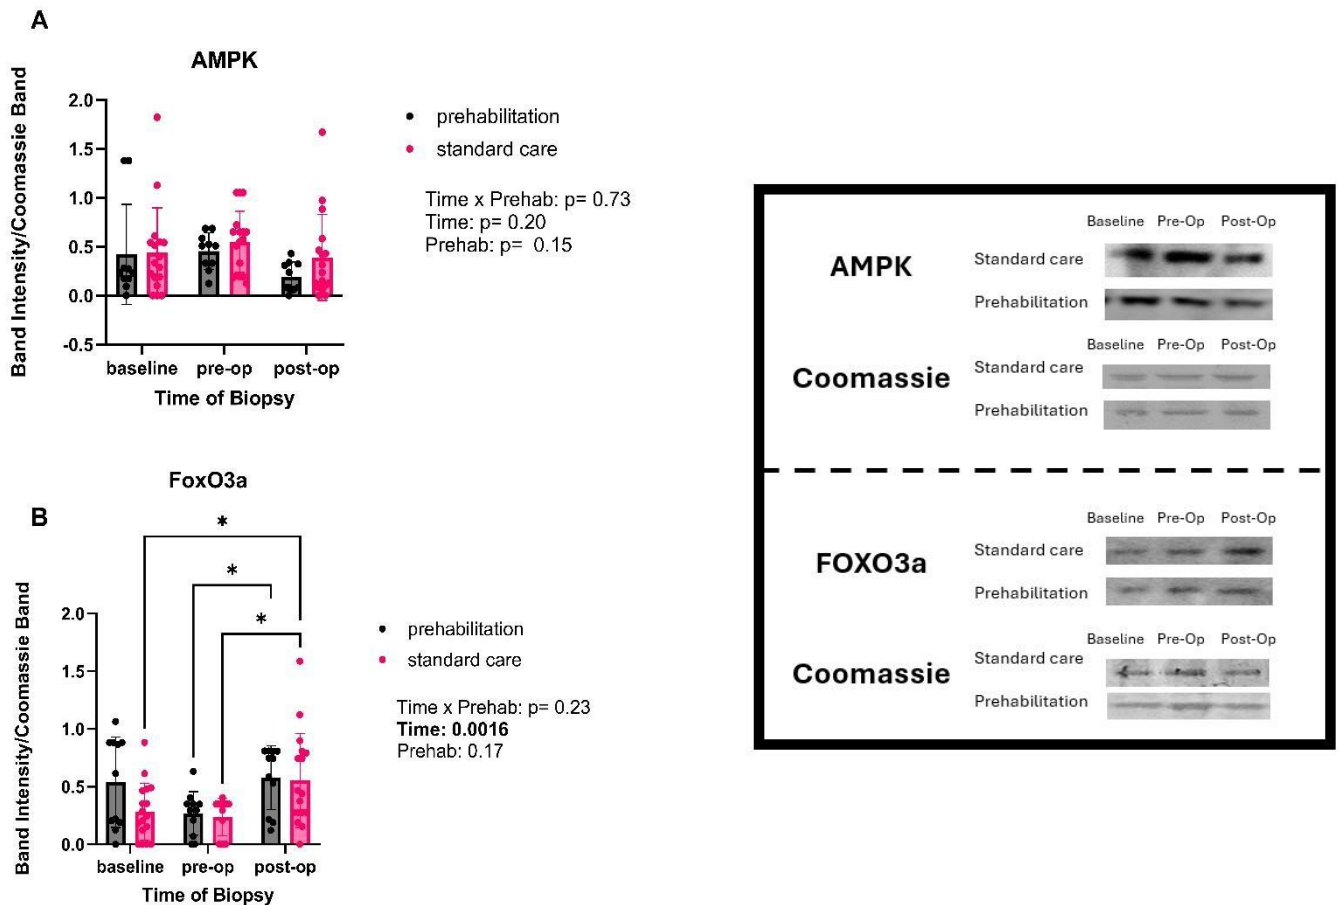 A
AMPK
Band Intensity/Coomassie Band
2.0
1.5
1.0
0.5
0.0
-0.5
baseline pre-op post-op
Time of Biopsy
prehabilitation
standard care
Time x Prehab: p= 0.73
Time: p= 0.20
Prehab: p= 0.15
FoxO3a
B
*
*
*
Band Intensity/Coomassie Band
2.0
1.5
1.0
0.5
0.0
baseline pre-op post-op
Time of Biopsy
prehabilitation
standard care
Time x Prehab: p= 0.23
Time: 0.0016
Prehab: 0.17
Baseline Pre-Op Post-Op
AMPK
Standard care
Prehabilitation
Baseline Pre-Op Post-Op
Coomassie
Standard care
Prehabilitation
Baseline Pre-Op Post-Op
FOXO3a
Standard care
Prehabilitation
Baseline Pre-Op Post-Op
Coomassie
Standard care
Prehabilitation